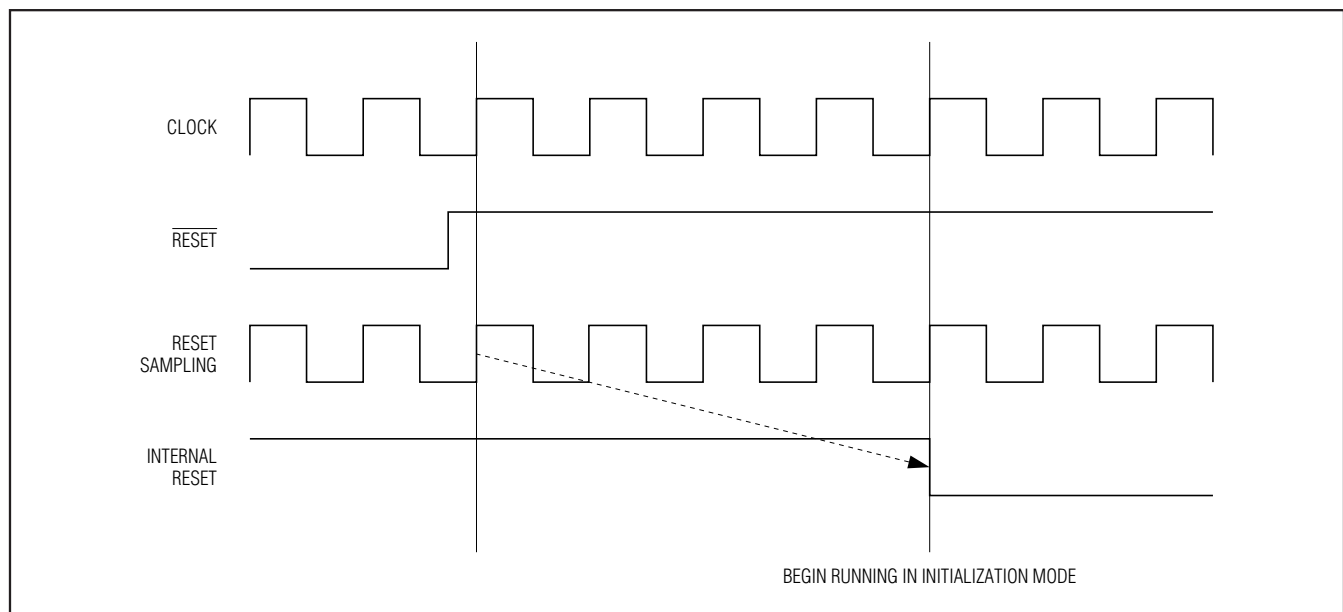 CLOCK
RESET
RESET
SAMPLING
INTERNAL
RESET
BEGIN RUNNING IN INITIALIZATION MODE